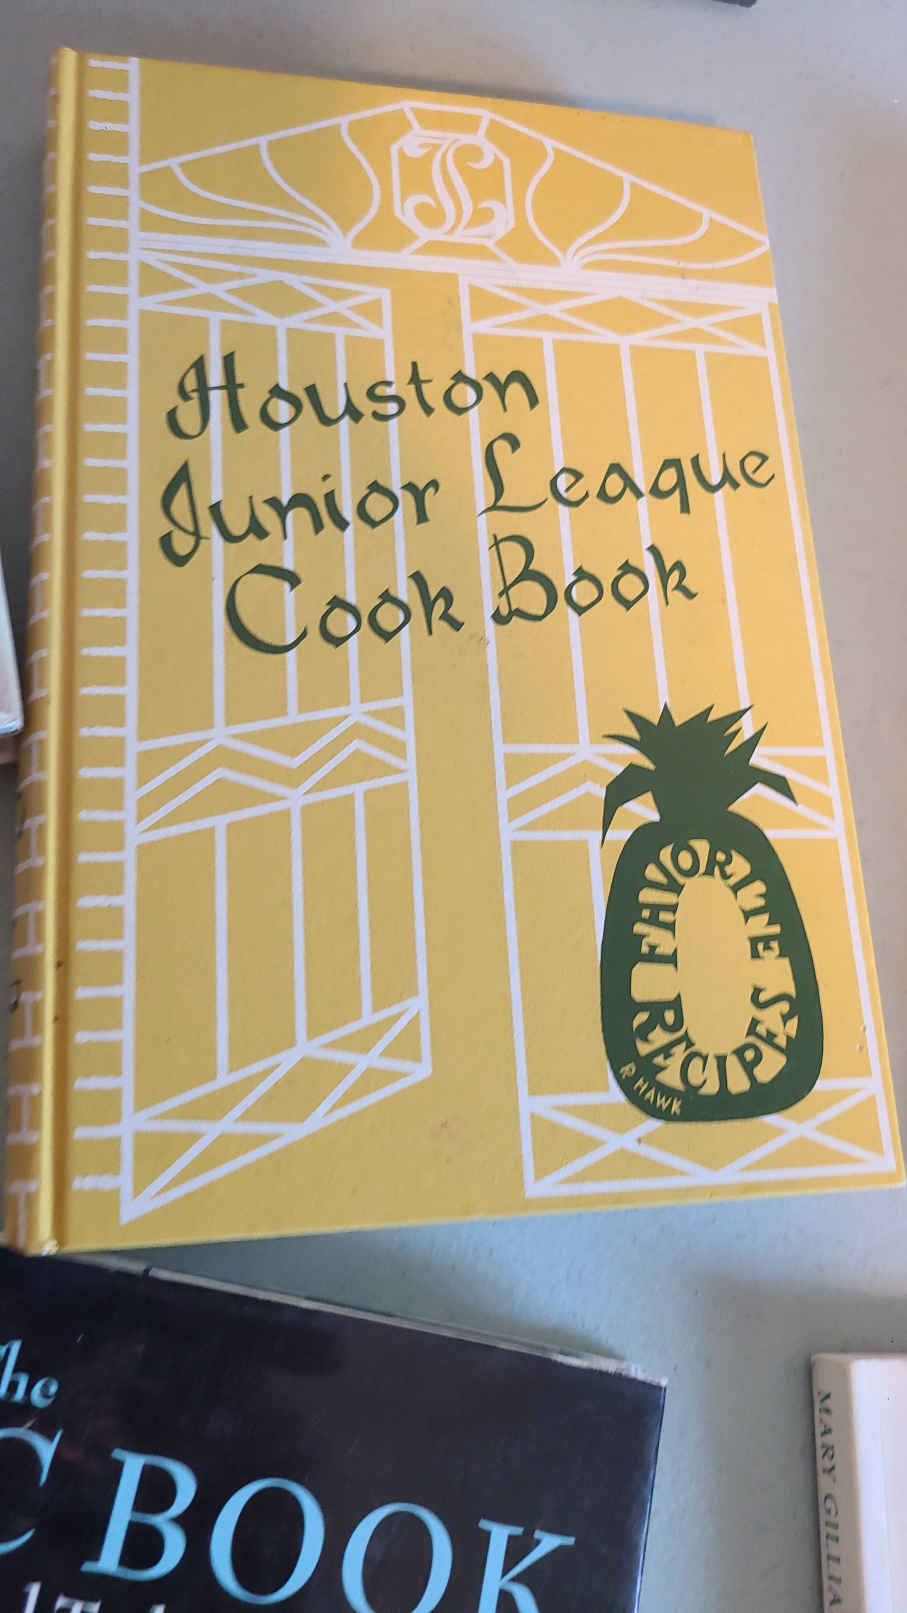 JL
Houston
Junior League
Cook Book
FAVORITE
RECIPES
R HAWK
The
C BOOK
MARY GILLIA